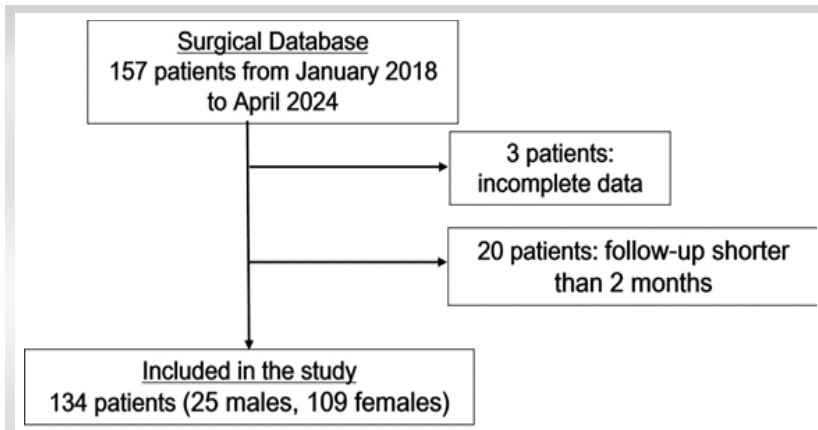 Surgical Database
157 patients from January 2018
to April 2024
3 patients:
incomplete data
20 patients: follow-up shorter
than 2 months
Included in the study
134 patients (25 males, 109 females)